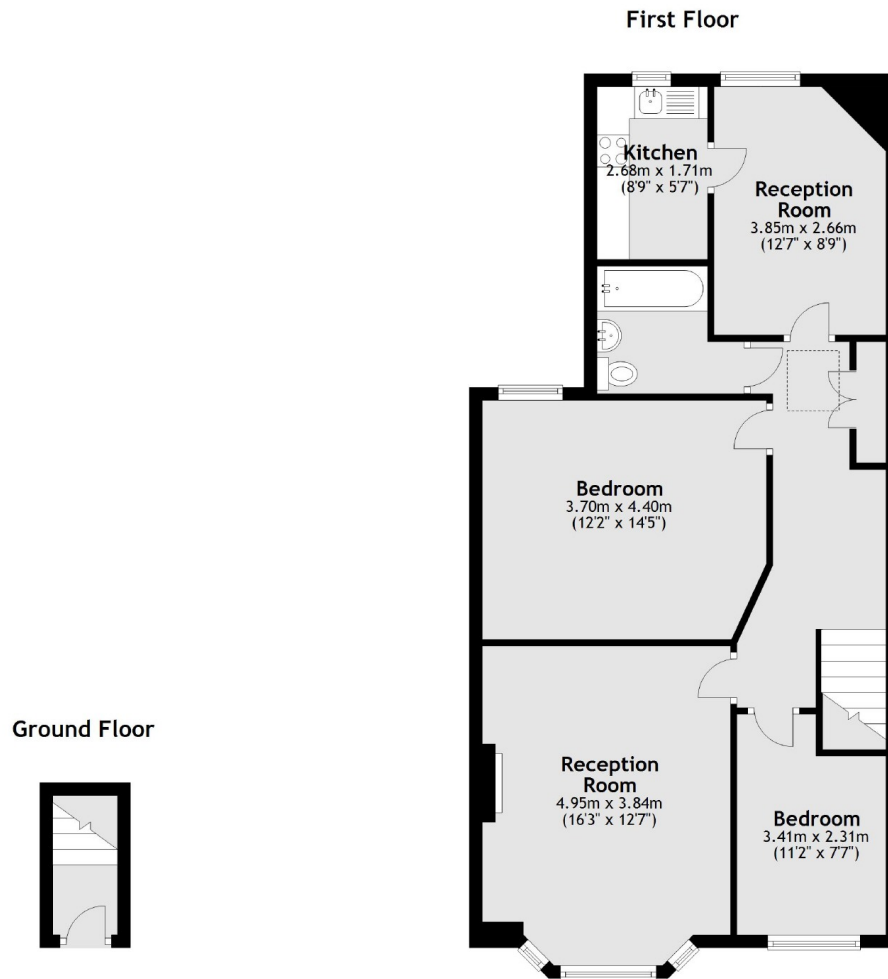 First Floor
Kitchen
2.68m x 1.71m
(8'9" x 5'7")
Reception
Room
3.85m x 2.66m
(12'7" x 8'9")
Bedroom
3.70m x 4.40m
(12'2" x 14'5")
Ground Floor
Reception
Room
4.95m x 3.84m
(16'3" x 12'7")
Bedroom
3.41m x 2.31m
(11'2" x 7'7")